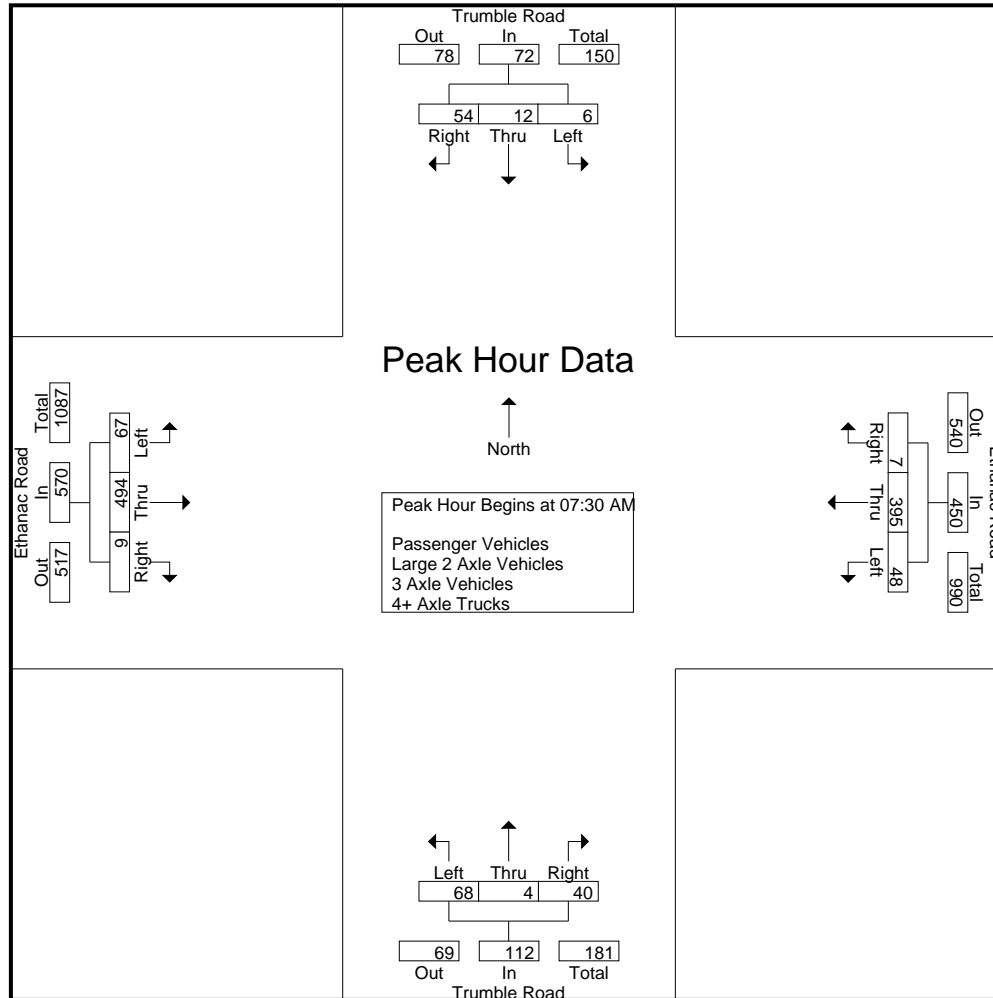 Trumble Road
Out In Total
78 72 150
54 12 6
Right Thru Left
Peak Hour Data
North
Peak Hour Begins at 07:30 AM
Passenger Vehicles
Large 2 Axle Vehicles
3 Axle Vehicles
4+ Axle Trucks
Ethanac Road
Out In Total
517 570 1087
Left Thru Right
67 494 9
Ethanac Road
Out In Total
540 450 990
Right Thru Left
7 395 48
Left Thru Right
68 4 40
69 112 181
Out In Total
Trumble Road